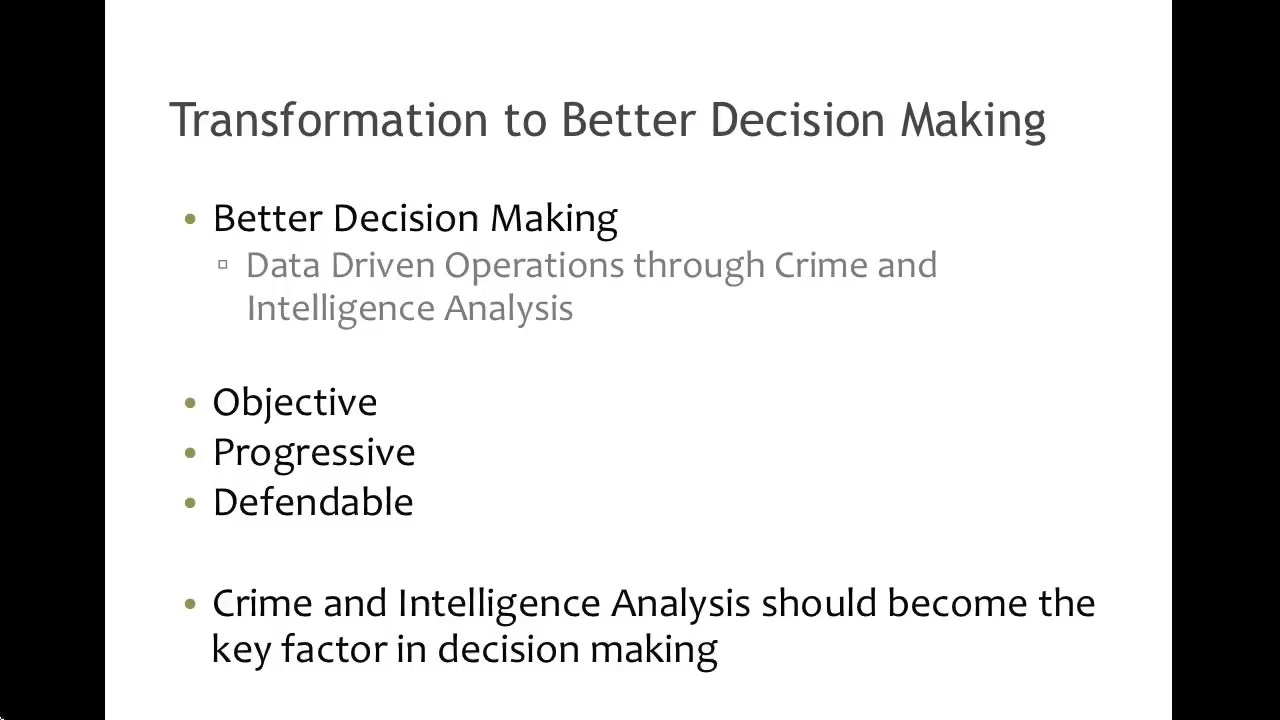 Transformation to Better Decision Making
• Better Decision Making
▫ Data Driven Operations through Crime and
Intelligence Analysis
• Objective
• Progressive
• Defendable
• Crime and Intelligence Analysis should become the
key factor in decision making